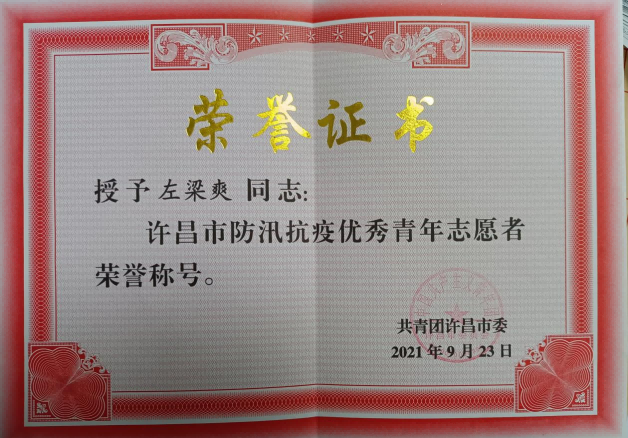 荣誉证书
授予左梁爽 同志:
许昌市防汛抗疫优秀青年志愿者
荣誉称号。
共青团许昌市委
2021年9月23日